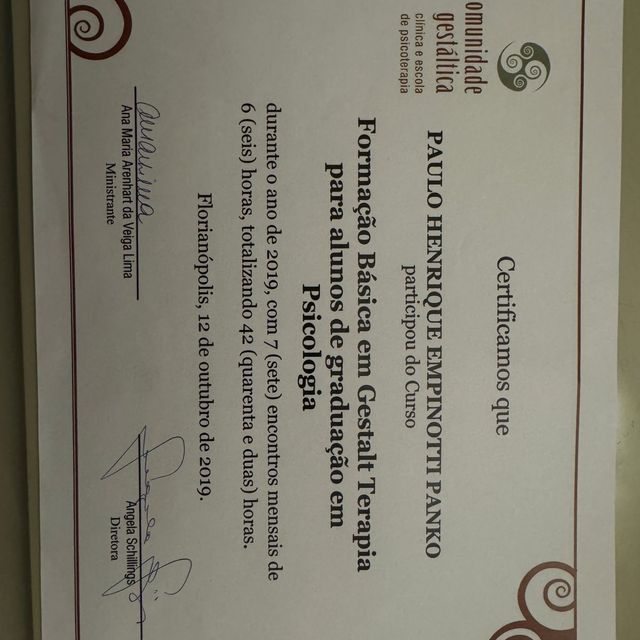 omunidade
gestáltica
clínica e escola
de psicoterapia
Certificamos que
PAULO HENRIQUE EMPINOTTI PANKO
participou do Curso
Formação Básica em Gestalt Terapia
para alunos de graduação em
Psicologia
durante o ano de 2019, com 7 (sete) encontros mensais de
6 (seis) horas, totalizando 42 (quarenta e duas) horas.
Florianópolis, 12 de outubro de 2019.
Ana Maria Arenhart da Veiga Lima
Ministrante
Angela Schillings
Diretora